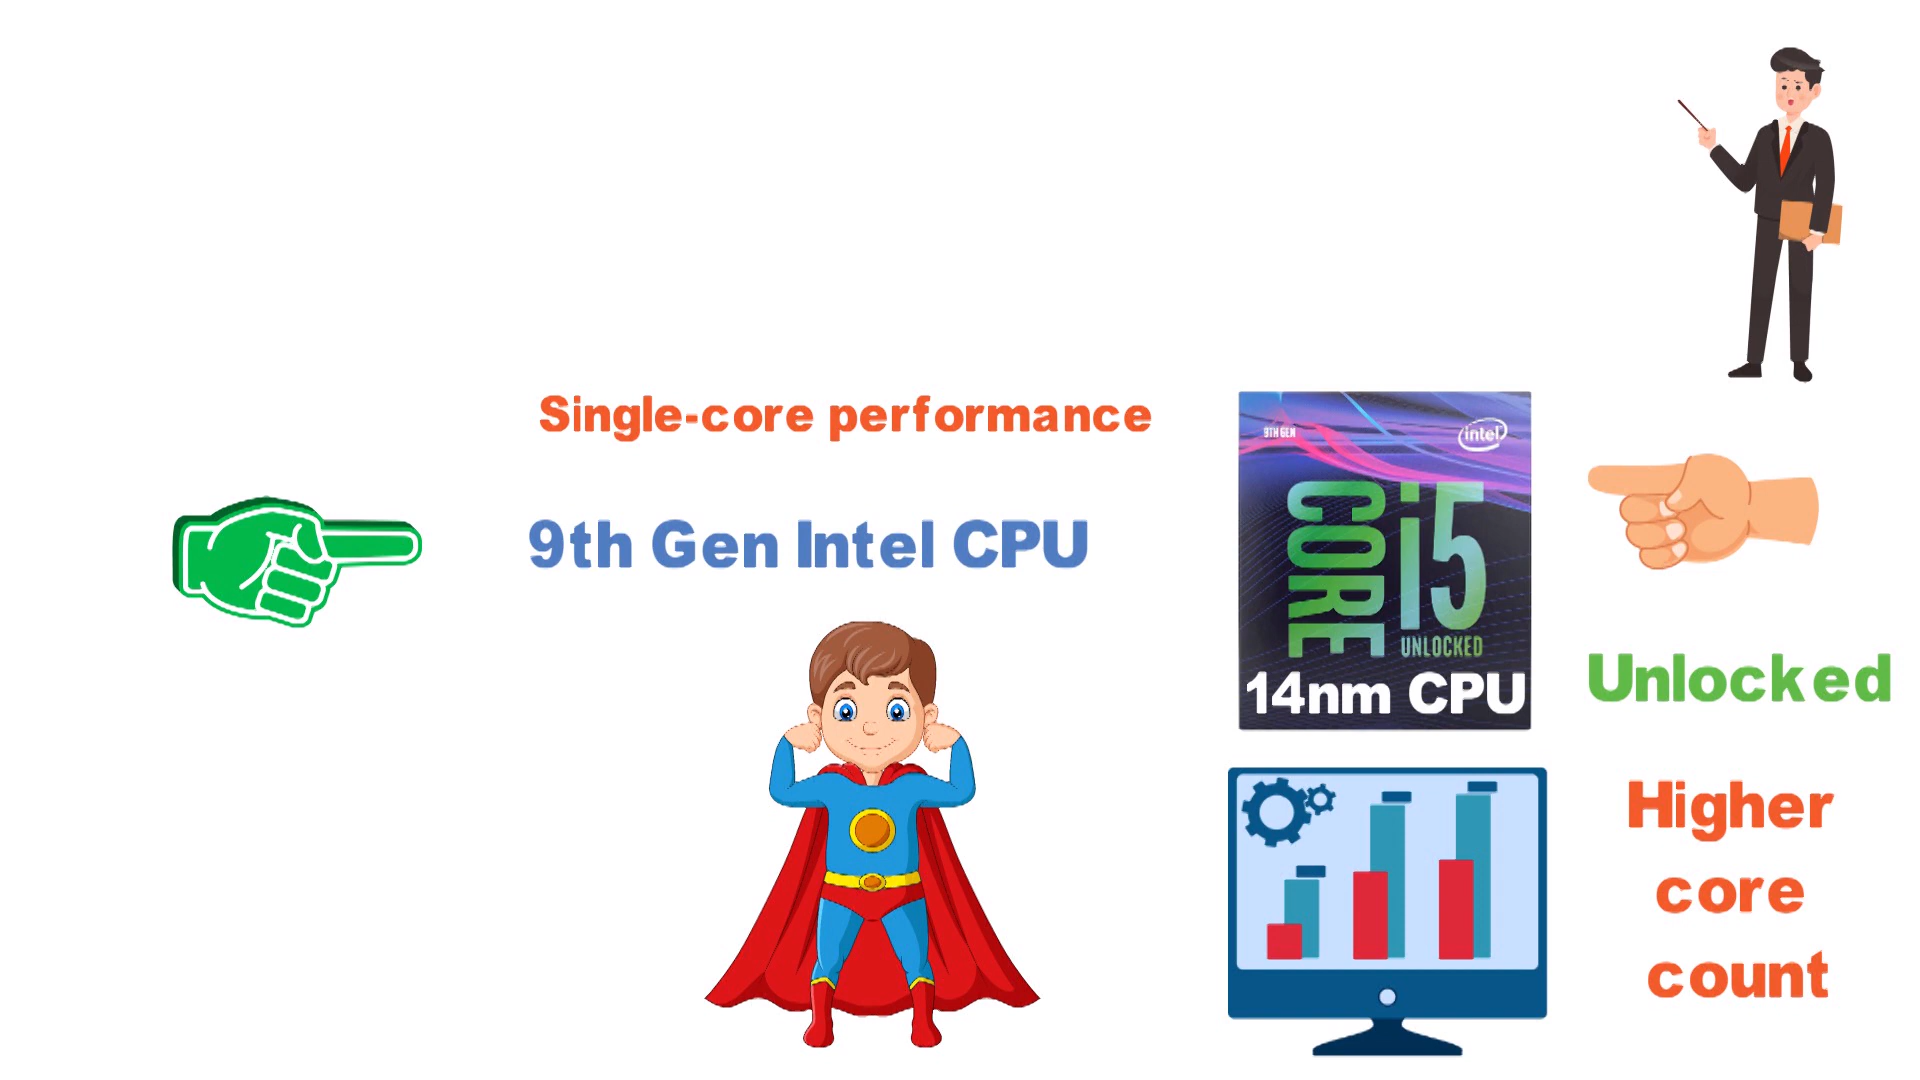 Single-core performance
9th Gen Intel CPU
9TH GEN
intel
CORE
i5
UNLOCKED
14nm CPU
Unlocked
Higher
core
count